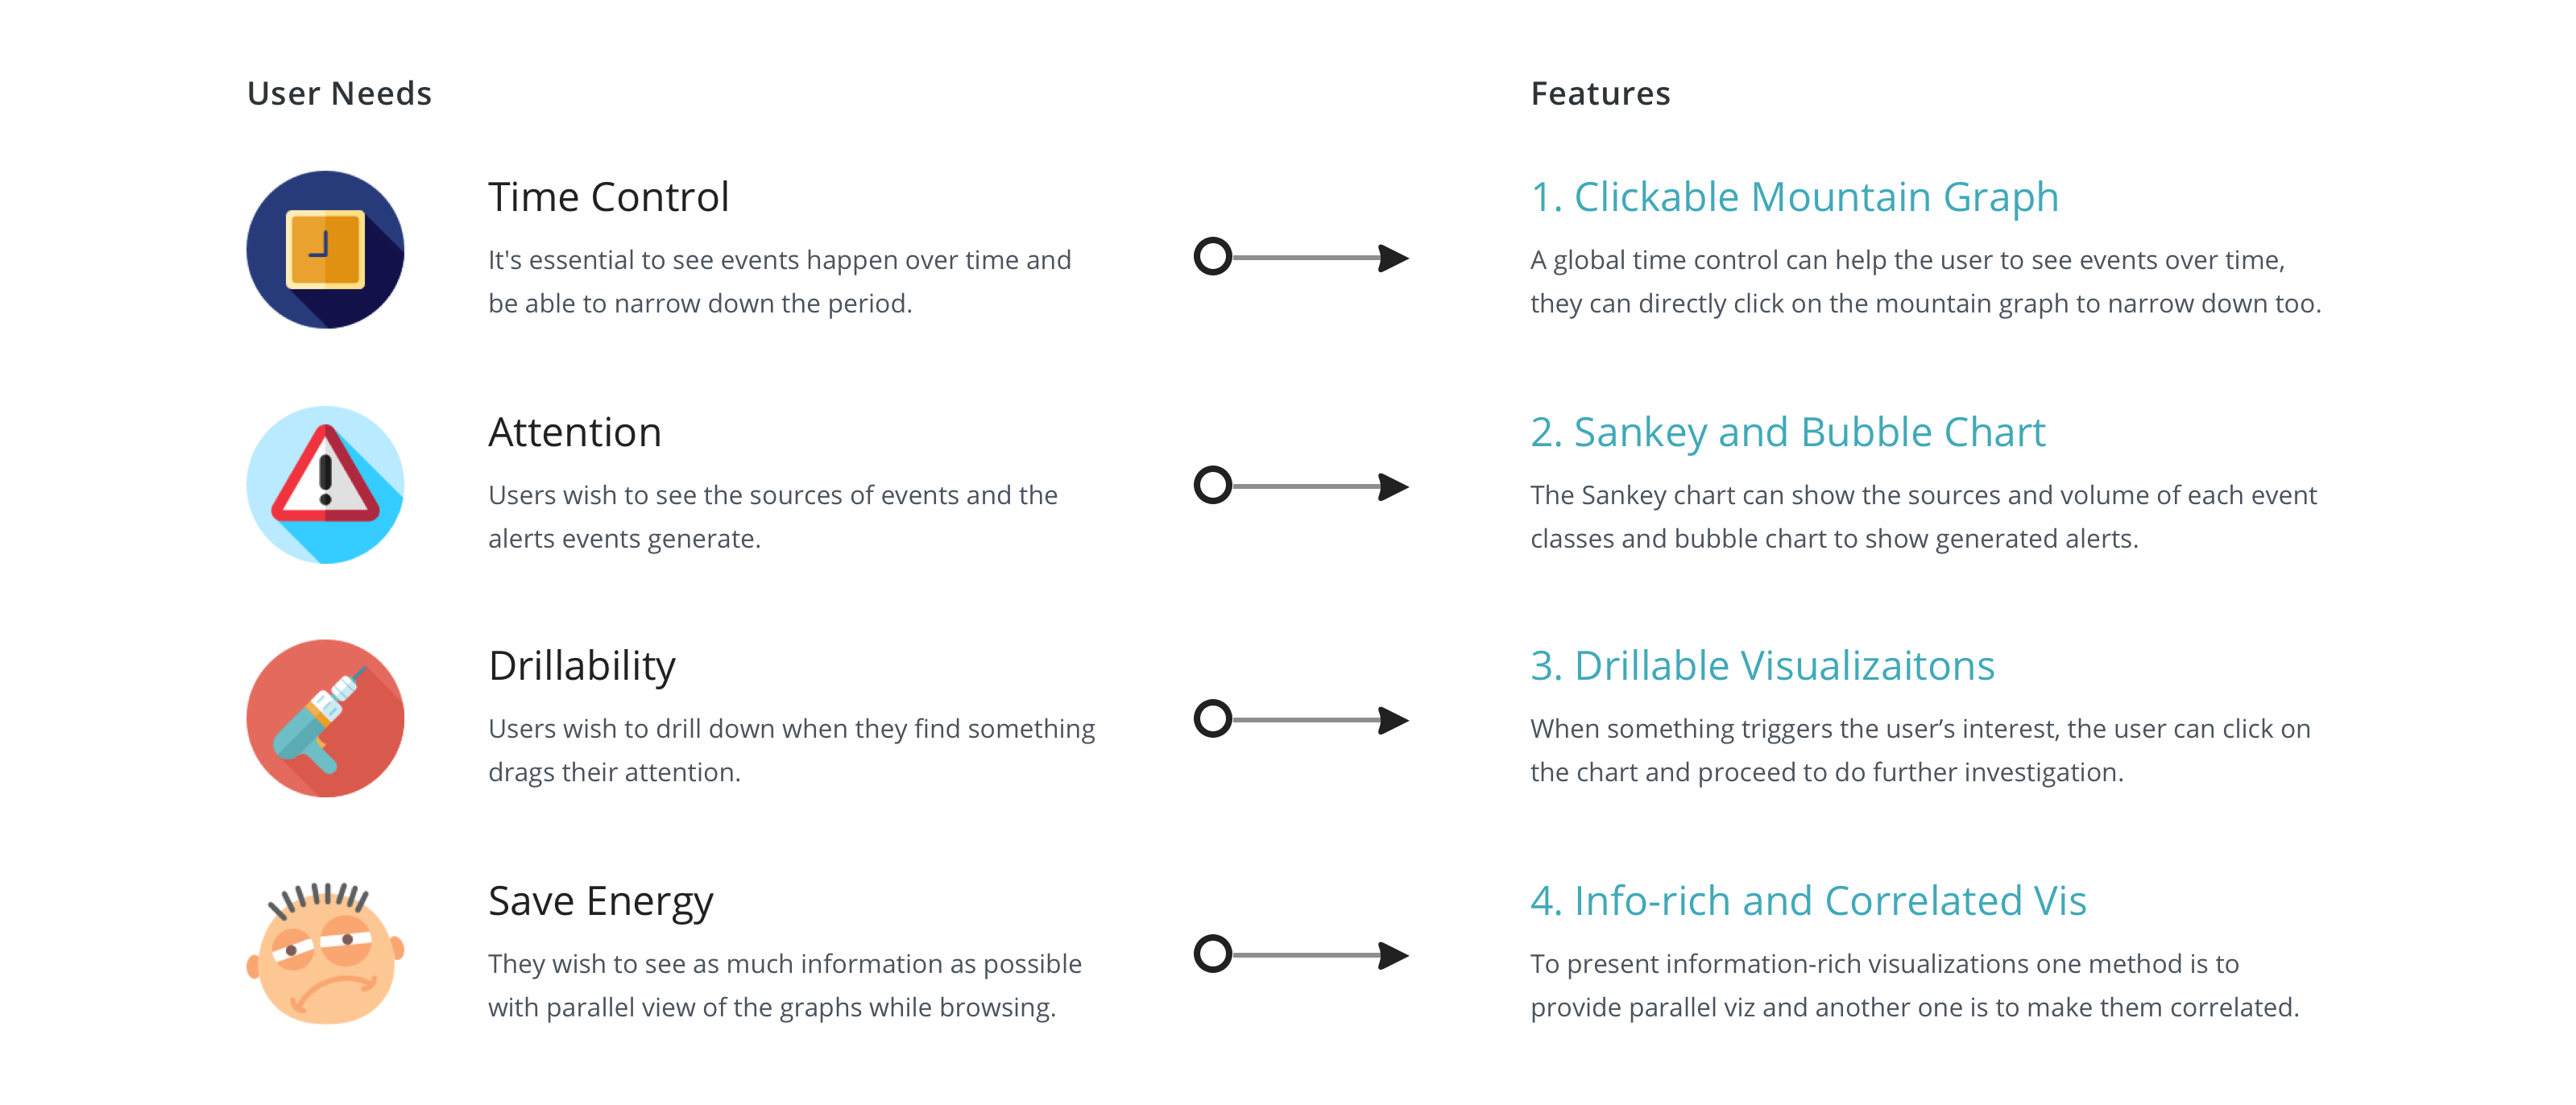 User Needs
Features
Time Control
It's essential to see events happen over time and
be able to narrow down the period.
1. Clickable Mountain Graph
A global time control can help the user to see events over time,
they can directly click on the mountain graph to narrow down too.
Attention
Users wish to see the sources of events and the
alerts events generate.
2. Sankey and Bubble Chart
The Sankey chart can show the sources and volume of each event
classes and bubble chart to show generated alerts.
Drillability
Users wish to drill down when they find something
drags their attention.
3. Drillable Visualizaitons
When something triggers the user’s interest, the user can click on
the chart and proceed to do further investigation.
Save Energy
They wish to see as much information as possible
with parallel view of the graphs while browsing.
4. Info-rich and Correlated Vis
To present information-rich visualizations one method is to
provide parallel viz and another one is to make them correlated.